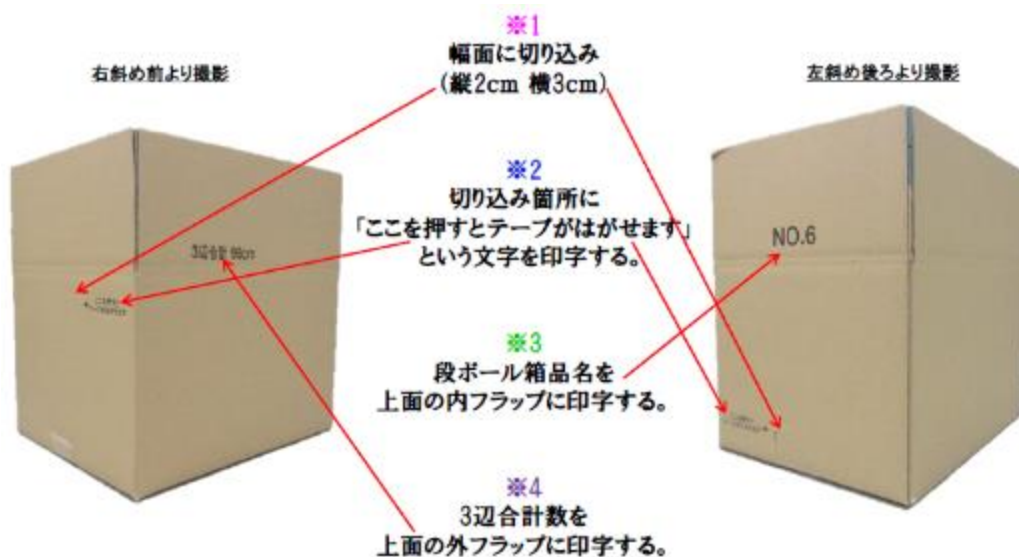 ※1
幅面に切り込み
(縦2cm 横3cm)
右斜め前より撮影
左斜め後ろより撮影
※2
切り込み箇所に
「ここを押すとテープがはがせます」
という文字を印字する。
3辺合計 98cm
NO.6
※3
段ボール箱品名を
上面の内フラップに印字する。
※4
3辺合計数を
上面の外フラップに印字する。